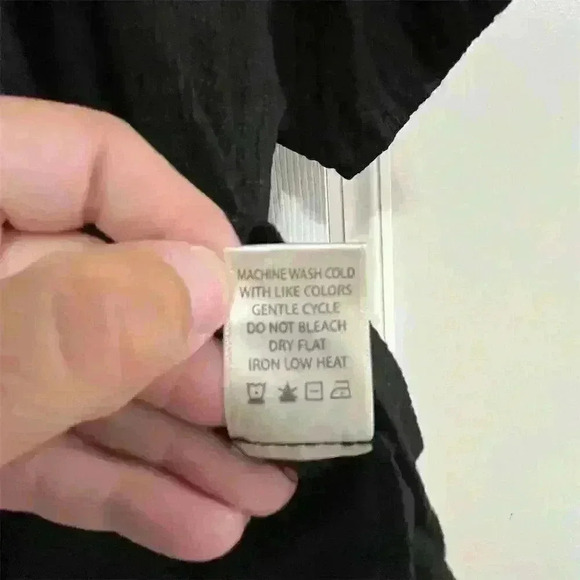 MACHINE WASH COLD
WITH LIKE COLORS
GENTLE CYCLE
DO NOT BLEACH
DRY FLAT
IRON LOW HEAT